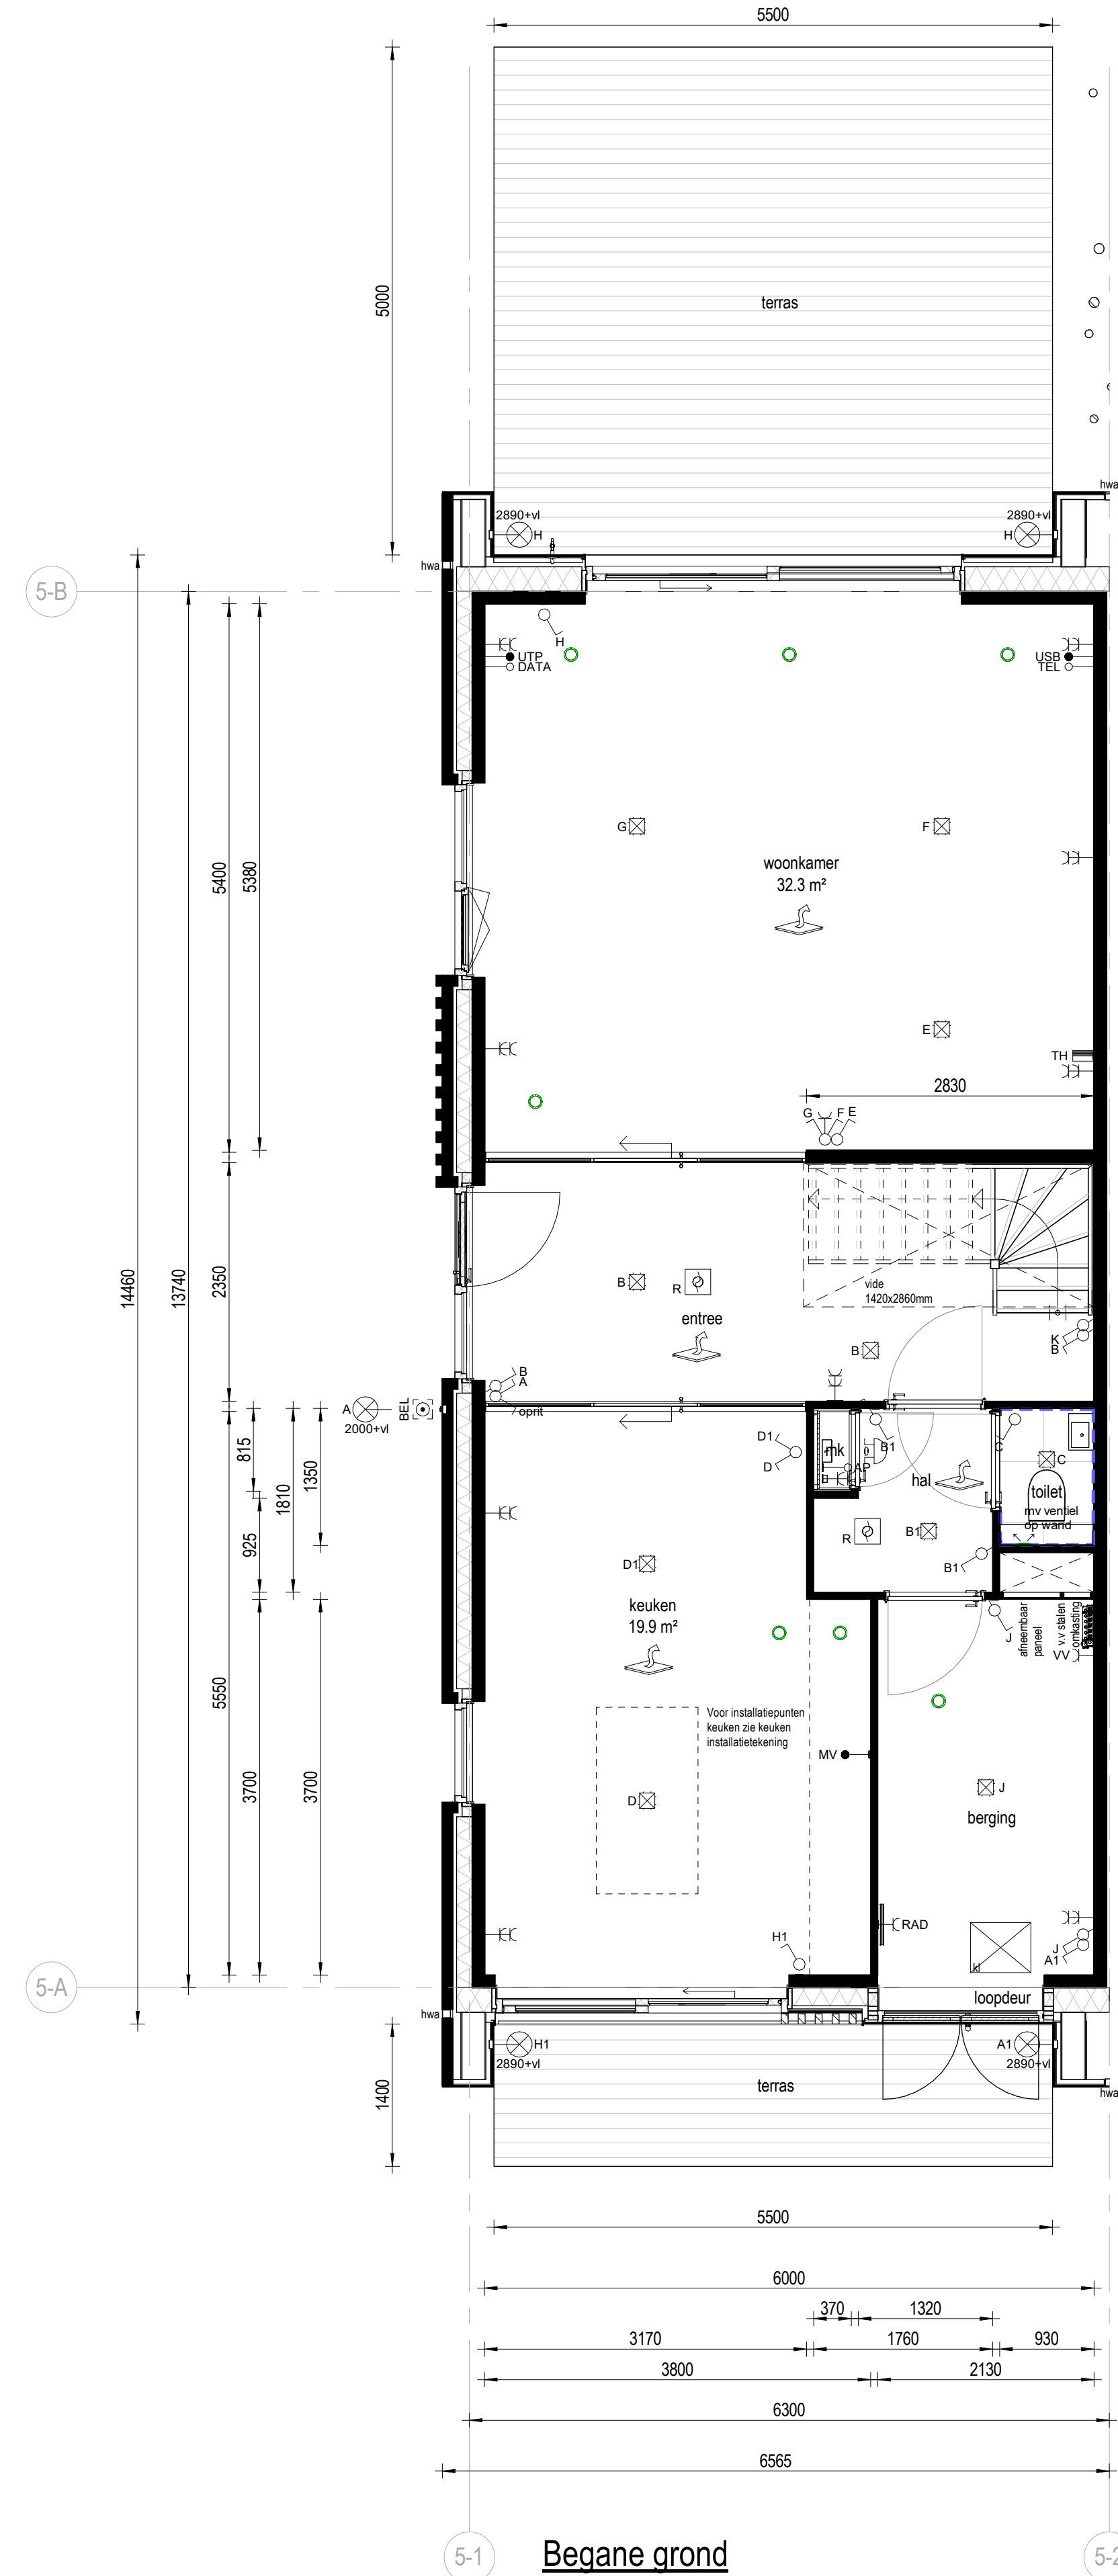 5500
5000
terras
2890+vl
H
2890+vl
H
hwa
hwa
5-B
H
UTP
DATA
USB
TEL
G
F
woonkamer
32.3 m²
5400
5380
E
TH
2830
G
F
E
14460
13740
2350
B
R
entree
vide
1420x2860mm
B
K
B
B
A
oprit
A
2000+vl
BEL
815
1350
1810
925
D1
D
mk
AP
B1
hal
C
C
toilet
mv ventiel
op wand
R
B1
B1
D1
keuken
19.9 m²
J
afneembaar
paneel
v.v stalen
omkasting
VV
5550
3700
3700
Voor installatiepunten
keuken zie keuken
installatietekening
MV
D
J
berging
RAD
H1
J
A1
kl
5-A
loopdeur
hwa
H1
2890+vl
A1
2890+vl
terras
hwa
1400
5500
6000
370
1320
3170
1760
930
3800
2130
6300
6565
5-1
Begane grond
5-2